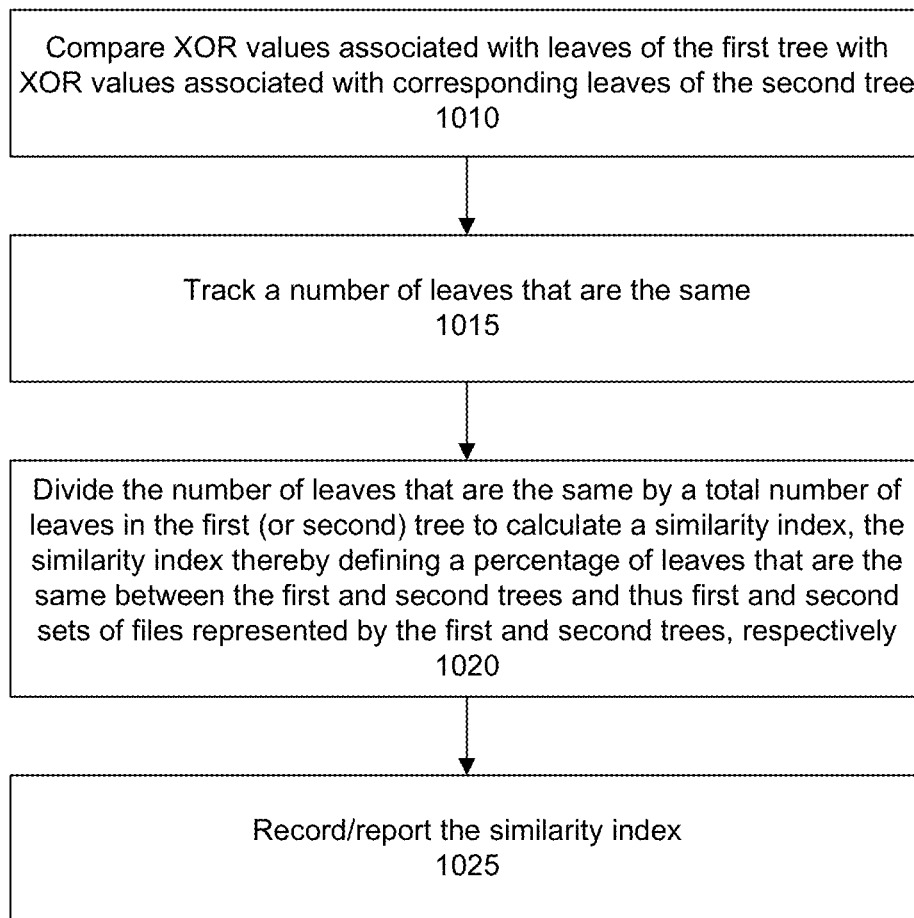 Compare XOR values associated with leaves of the first tree with
XOR values associated with corresponding leaves of the second tree
1010
Track a number of leaves that are the same
1015
Divide the number of leaves that are the same by a total number of
leaves in the first (or second) tree to calculate a similarity index, the
similarity index thereby defining a percentage of leaves that are the
same between the first and second trees and thus first and second
sets of files represented by the first and second trees, respectively
1020
Record/report the similarity index
1025